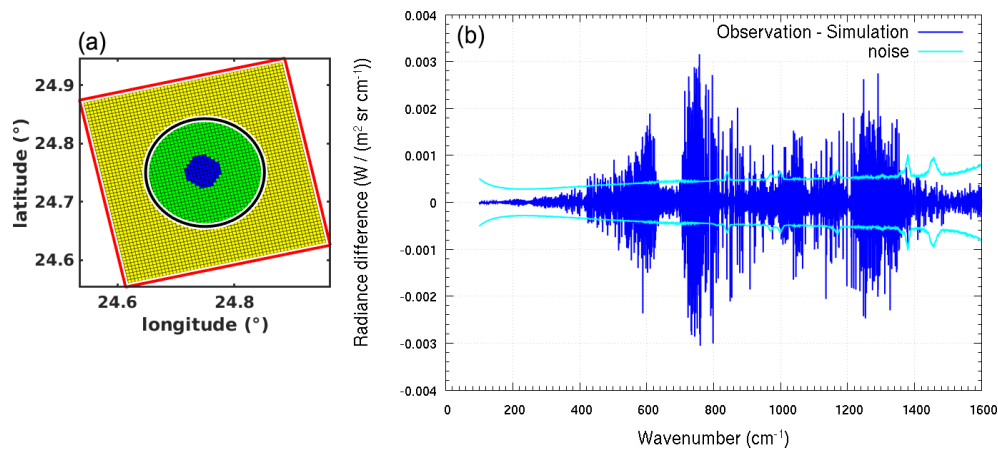 (a)
24.9
24.8
24.7
24.6
latitude (°)
24.6 24.8
longitude (°)
(b)
Observation - Simulation
noise
0.004
0.003
0.002
0.001
0
-0.001
-0.002
-0.003
-0.004
Radiance difference (W / (m² sr cm⁻¹))
0 200 400 600 800 1000 1200 1400 1600
Wavenumber (cm⁻¹)